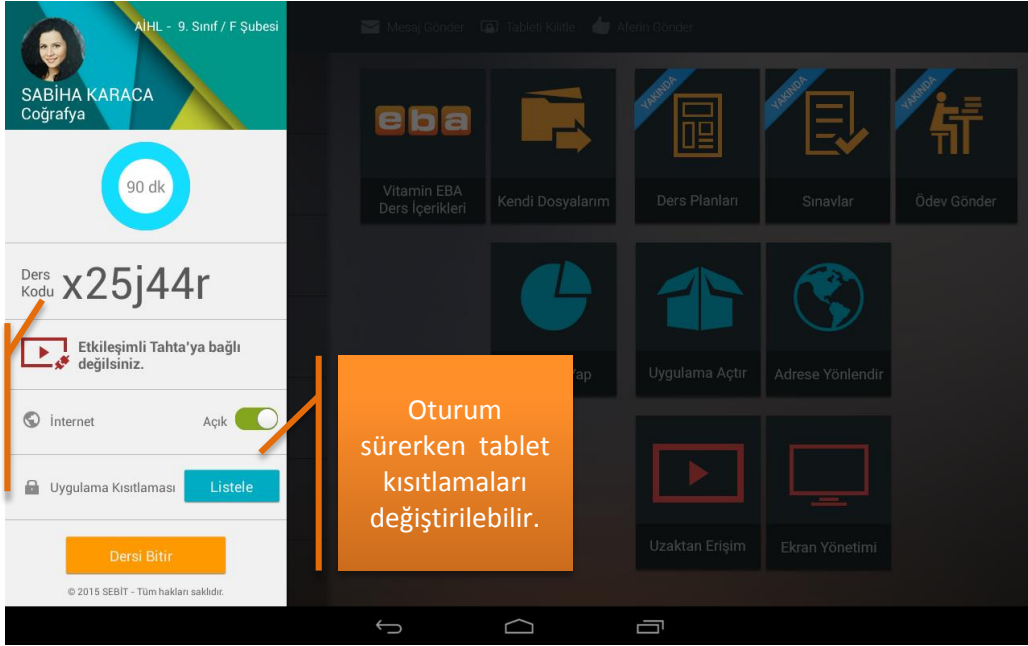 AİHL - 9. Sınıf / F Şubesi
SABİHA KARACA
Coğrafya
90 dk
Ders
Kodu
x25j44r
Etkileşimli Tahta'ya bağlı
değilsiniz.
İnternet
Açık
Uygulama Kısıtlaması
Listele
Dersi Bitir
© 2015 SEBİT - Tüm hakları saklıdır.
Mesaj Gönder
Tableti Kilitle
Aferin Gönder
eba
Vitamin EBA
Ders İçerikleri
Kendi Dosyalarım
YAKINDA
Ders Planları
YAKINDA
Sınavlar
YAKINDA
Ödev Gönder
Yap
Uygulama Açtır
Adrese Yönlendir
Oturum
sürerken tablet
kısıtlamaları
değiştirilebilir.
Uzaktan Erişim
Ekran Yönetimi